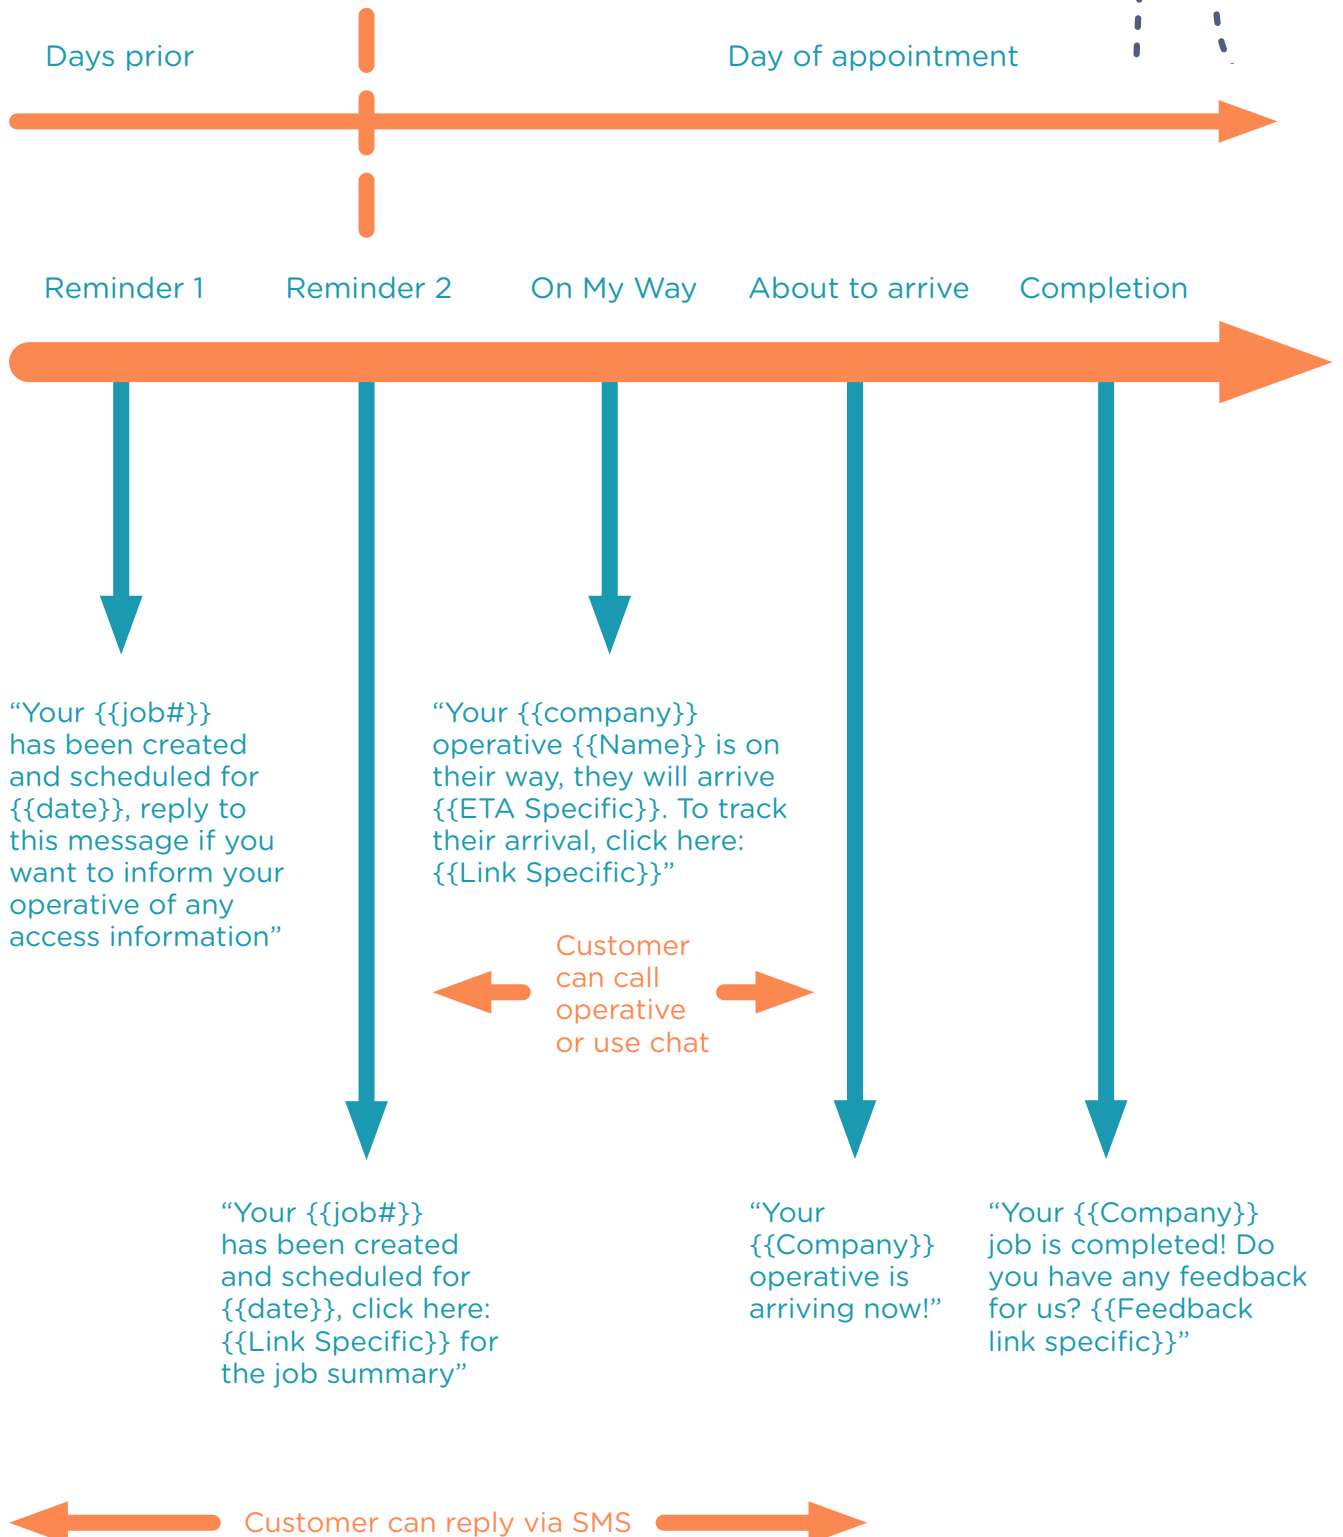 Days prior
Day of appointment
Reminder 1
Reminder 2
On My Way
About to arrive
Completion
“Your {{job#}}
has been created
and scheduled for
{{date}}, reply to
this message if you
want to inform your
operative of any
access information”
“Your {{company}}
operative {{Name}} is on
their way, they will arrive
{{ETA Specific}}. To track
their arrival, click here:
{{Link Specific}}”
Customer
can call
operative
or use chat
“Your {{job#}}
has been created
and scheduled for
{{date}}, click here:
{{Link Specific}} for
the job summary”
“Your
{{Company}}
operative is
arriving now!”
“Your {{Company}}
job is completed! Do
you have any feedback
for us? {{Feedback
link specific}}”
Customer can reply via SMS